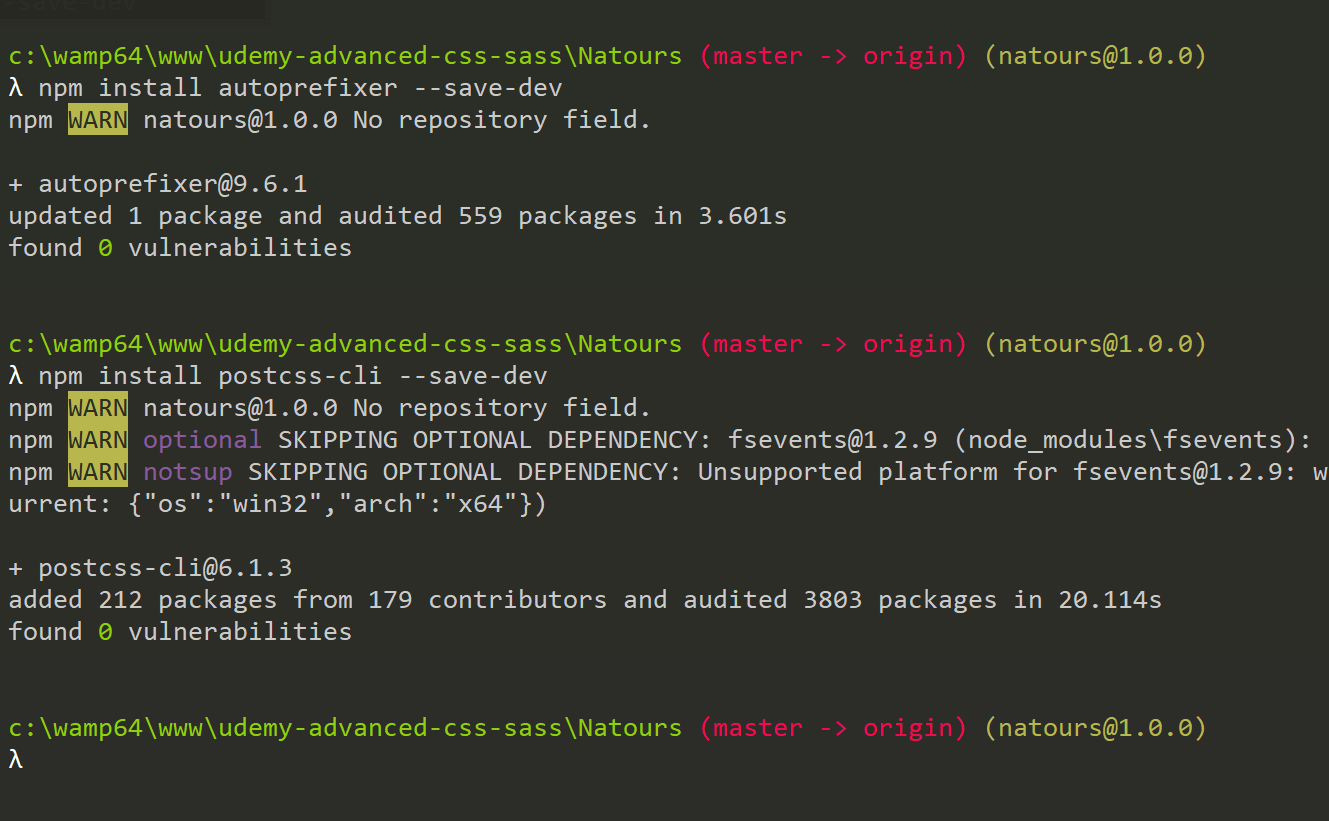 -save-dev
c:\wamp64\www\udemy-advanced-css-sass\Natours (master -> origin) (natours@1.0.0)
λ npm install autoprefixer --save-dev
npm WARN natours@1.0.0 No repository field.
+ autoprefixer@9.6.1
updated 1 package and audited 559 packages in 3.601s
found 0 vulnerabilities
c:\wamp64\www\udemy-advanced-css-sass\Natours (master -> origin) (natours@1.0.0)
λ npm install postcss-cli --save-dev
npm WARN natours@1.0.0 No repository field.
npm WARN optional SKIPPING OPTIONAL DEPENDENCY: fsevents@1.2.9 (node_modules\fsevents):
npm WARN notsup SKIPPING OPTIONAL DEPENDENCY: Unsupported platform for fsevents@1.2.9: w
urrent: {"os":"win32","arch":"x64"})
+ postcss-cli@6.1.3
added 212 packages from 179 contributors and audited 3803 packages in 20.114s
found 0 vulnerabilities
c:\wamp64\www\udemy-advanced-css-sass\Natours (master -> origin) (natours@1.0.0)
λ